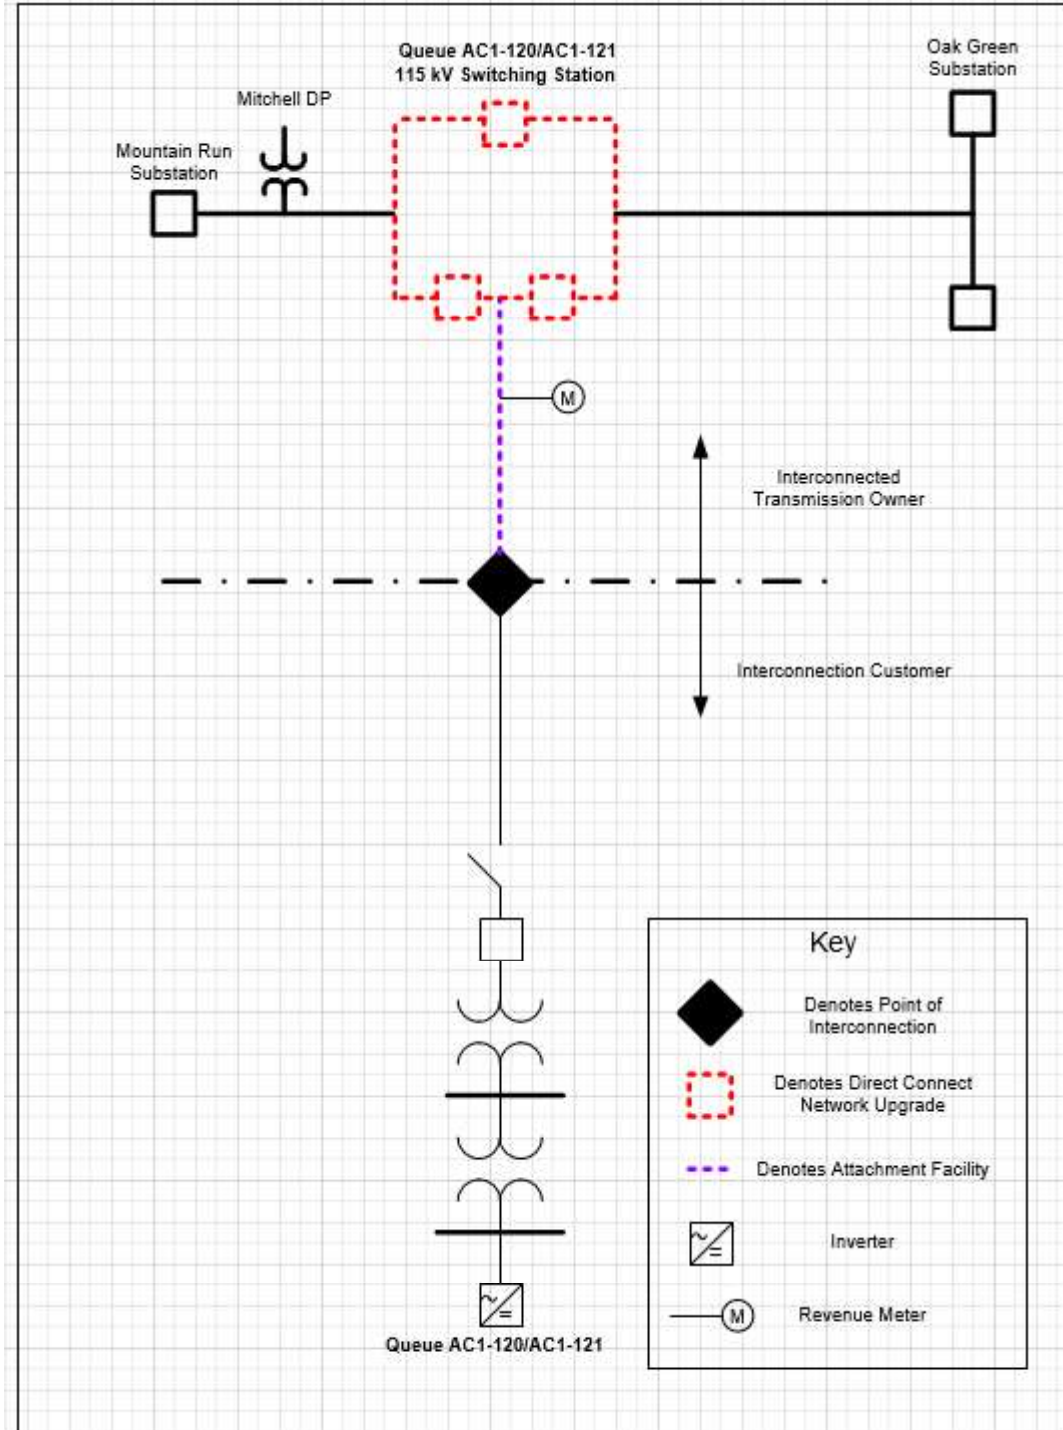 Queue AC1-120/AC1-121
115 kV Switching Station
Oak Green
Substation
Mitchell DP
Mountain Run
Substation
M
Interconnected
Transmission Owner
Interconnection Customer
Key
Denotes Point of
Interconnection
Denotes Direct Connect
Network Upgrade
Denotes Attachment Facility
Inverter
M
Revenue Meter
Queue AC1-120/AC1-121